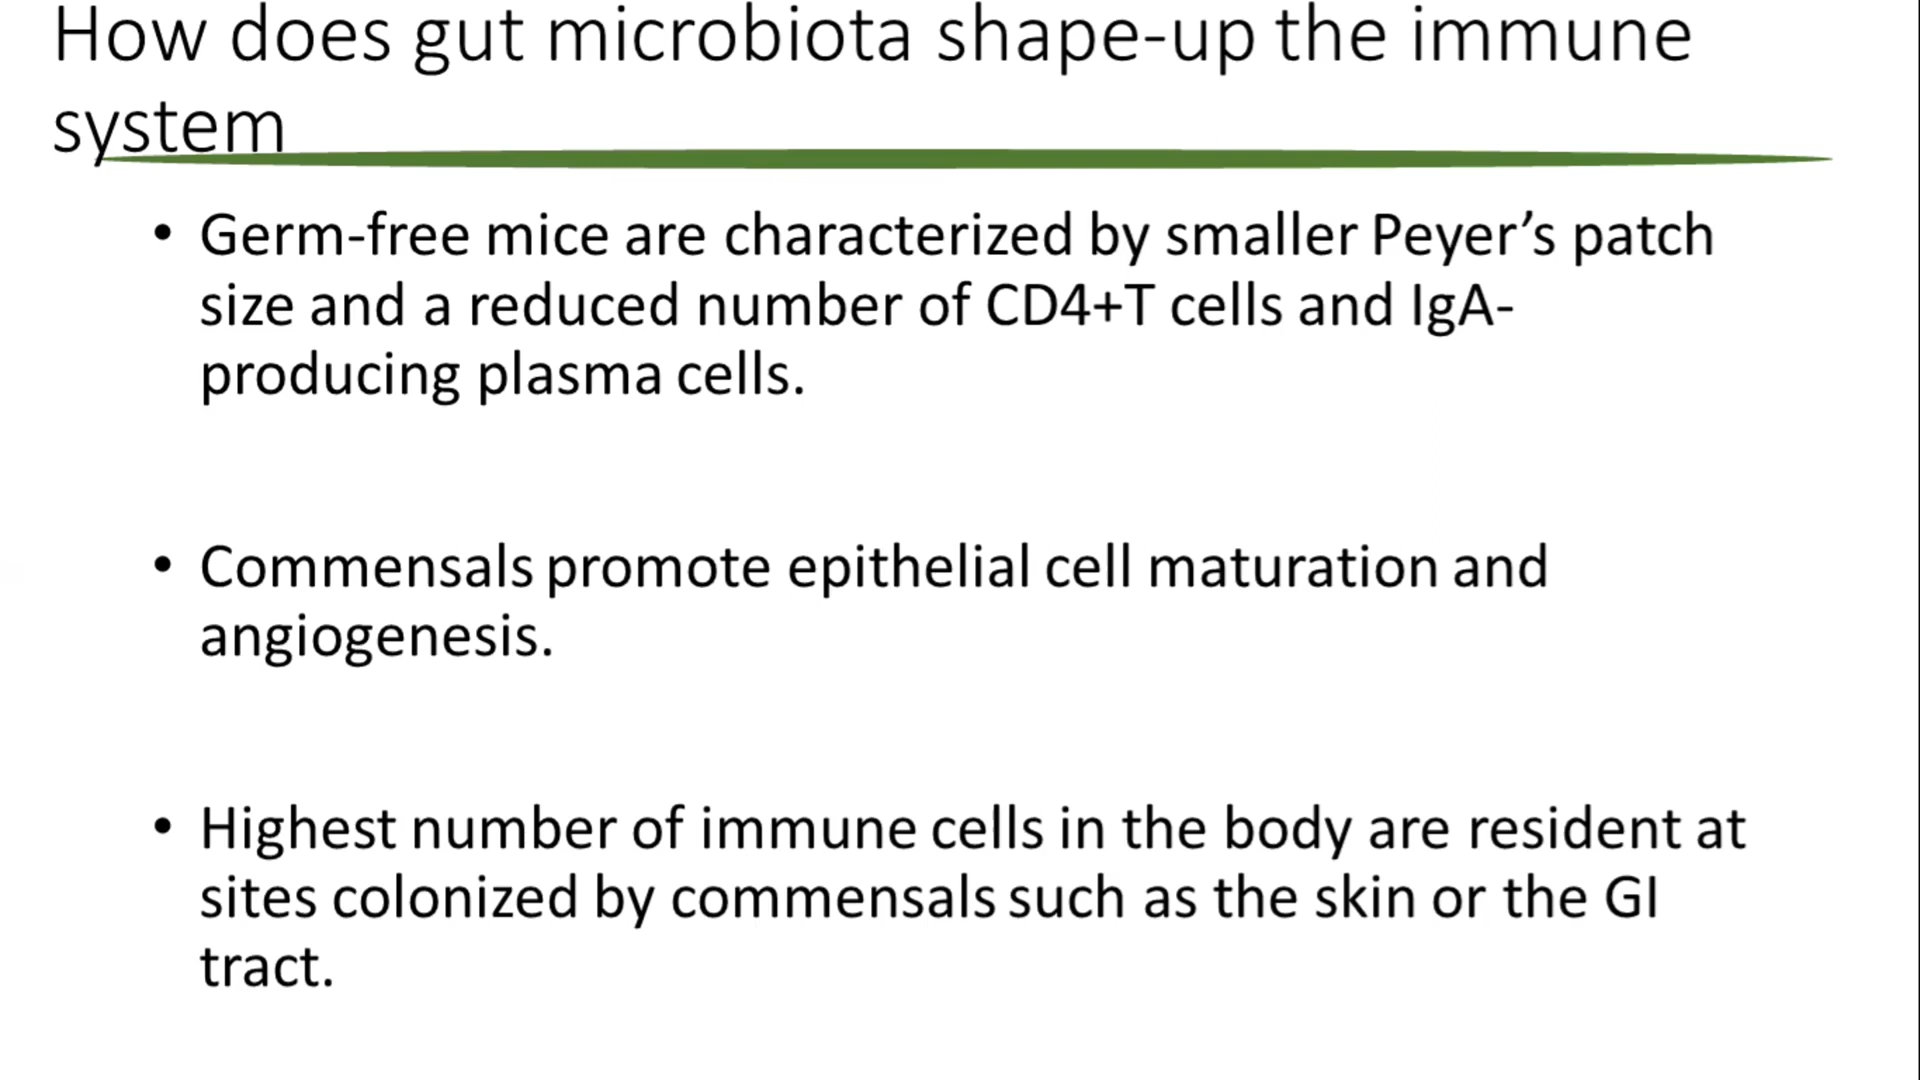 How does gut microbiota shape-up the immune
system
• Germ-free mice are characterized by smaller Peyer’s patch
size and a reduced number of CD4+T cells and IgA-
producing plasma cells.
• Commensals promote epithelial cell maturation and
angiogenesis.
• Highest number of immune cells in the body are resident at
sites colonized by commensals such as the skin or the GI
tract.